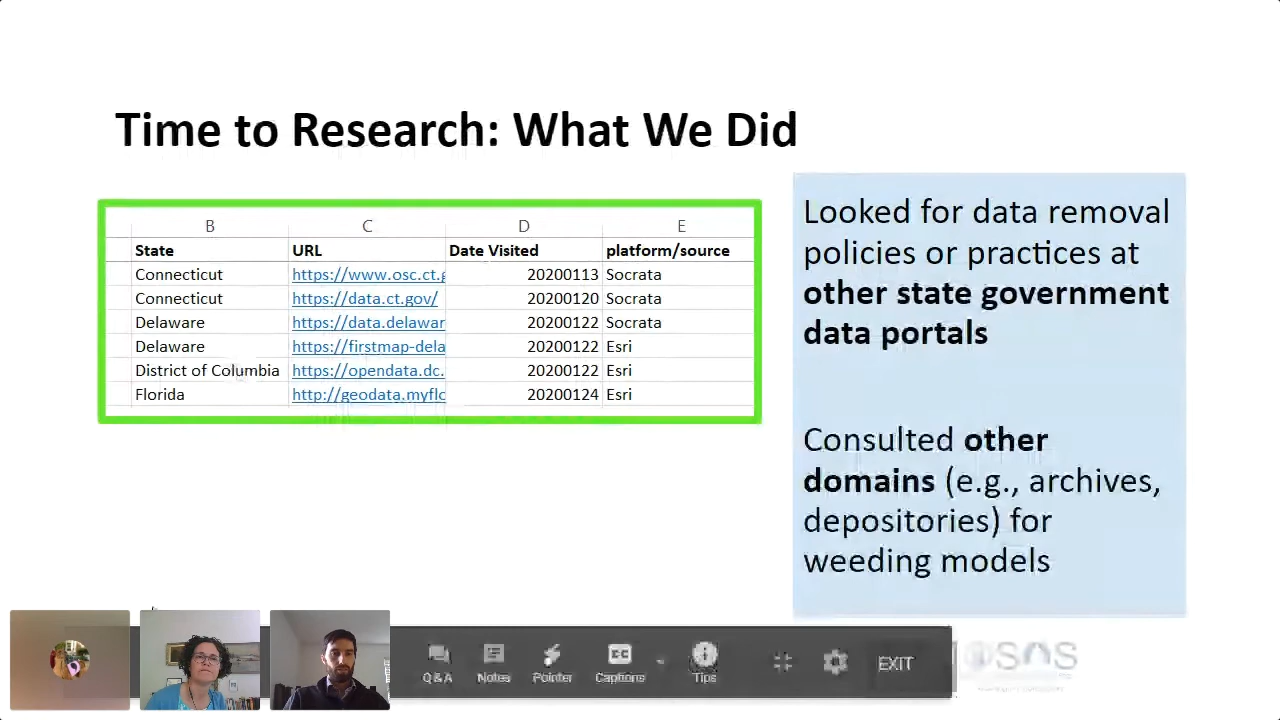 Time to Research: What We Did
B C D E
State URL Date Visited platform/source
Connecticut https://www.osc.ct.g 20200113 Socrata
Connecticut https://data.ct.gov/ 20200120 Socrata
Delaware https://data.delawar 20200122 Socrata
Delaware https://firstmap-dela 20200122 Esri
District of Columbia https://opendata.dc. 20200122 Esri
Florida http://geodata.myflo 20200124 Esri
Looked for data removal
policies or practices at
other state government
data portals
Consulted other
domains (e.g., archives,
depositories) for
weeding models
Q&A Notes Pointer Captions Tips EXIT